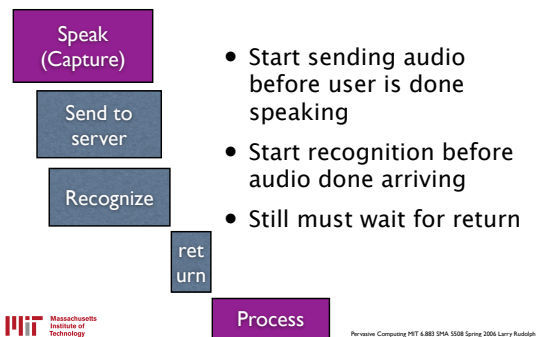 Speak
(Capture)
Send to
server
Recognize
ret
urn
Process
• Start sending audio
before user is done
speaking
• Start recognition before
audio done arriving
• Still must wait for return
Massachusetts
Institute of
Technology
Pervasive Computing MIT 6.883 SMA 5508 Spring 2006 Larry Rudolph